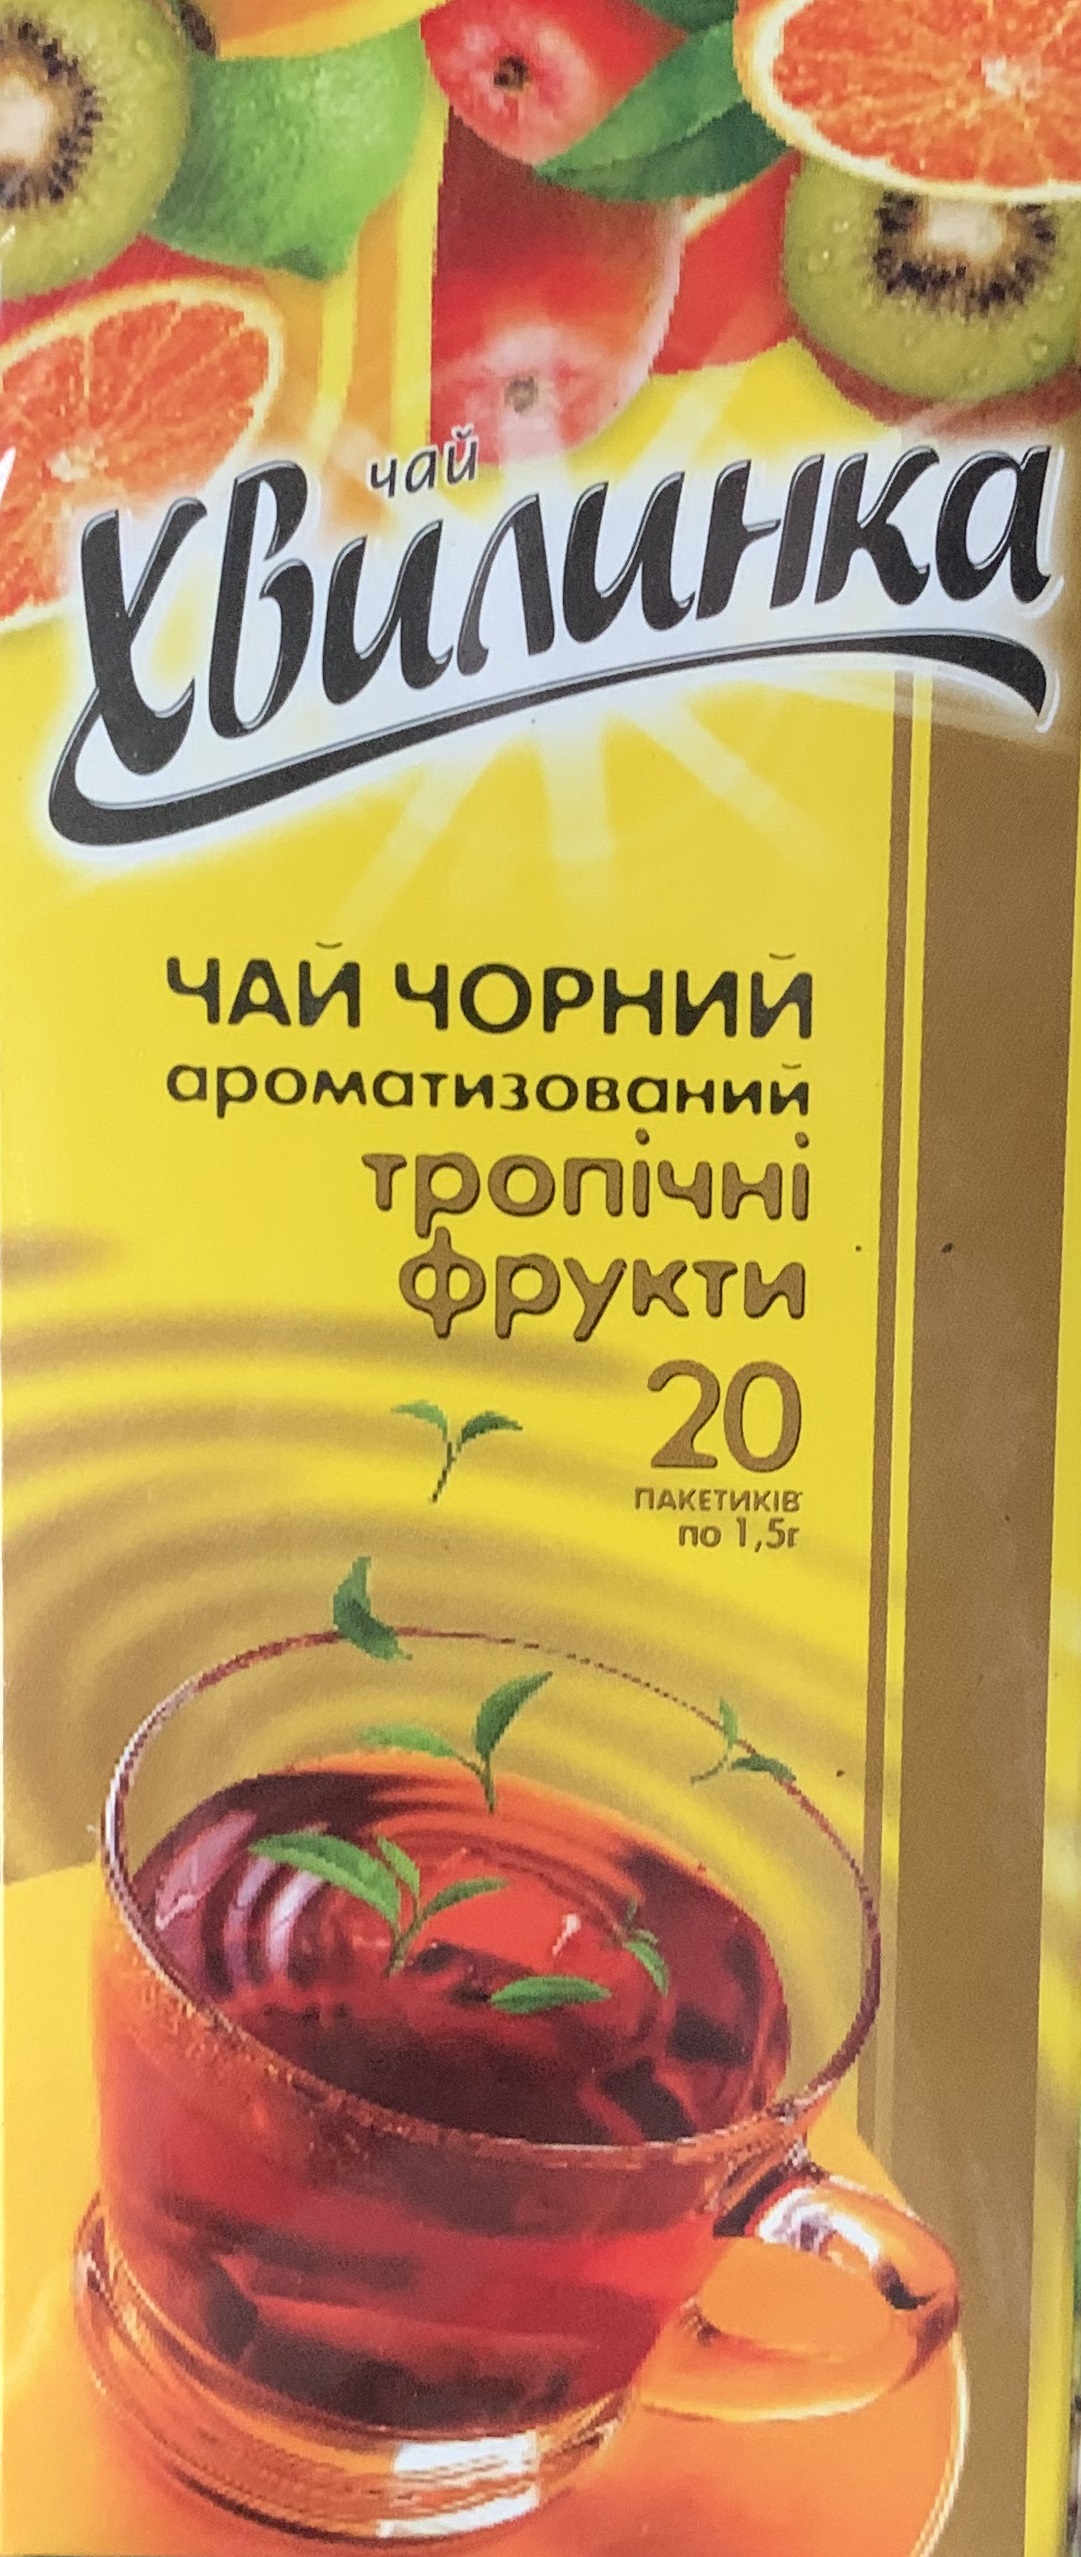 чай
Хвилинка
ЧАЙ ЧОРНИЙ
ароматизований
тропічні
фрукти
20
ПАКЕТИКІВ
по 1,5г